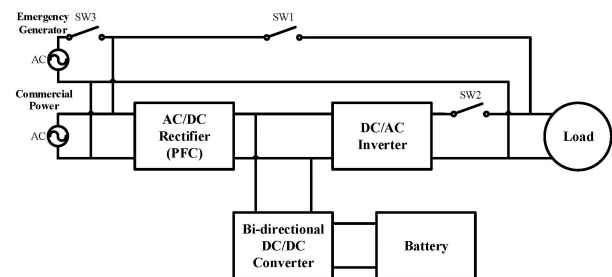 Emergency
Generator
SW3
SW1
AC
Commercial
Power
SW2
AC
AC/DC
Rectifier
(PFC)
DC/AC
Inverter
Load
Bi-directional
DC/DC
Converter
Battery